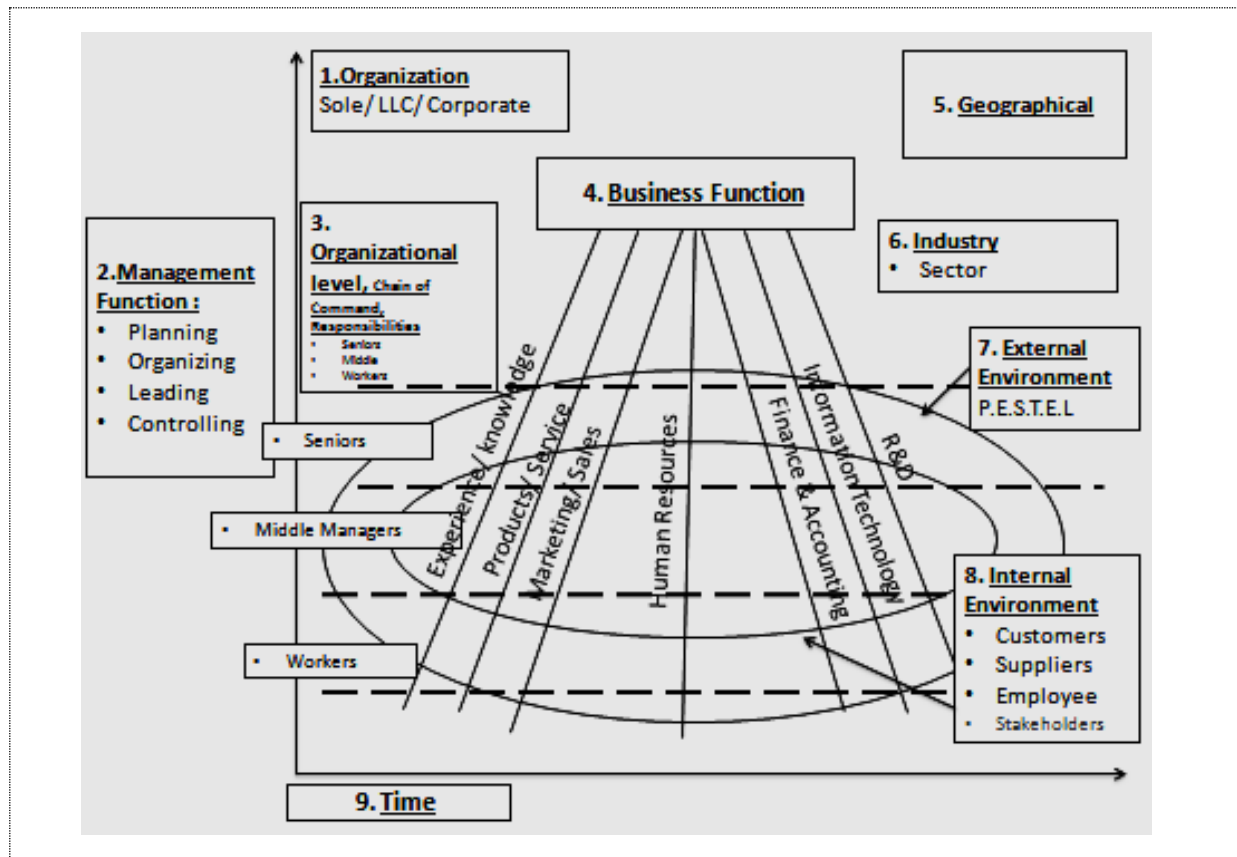 1.Organization
Sole/ LLC/ Corporate
5. Geographical
4. Business Function
3.
Organizational
level, Chain of
Command,
Responsibilities
• Seniors
• Middle
• Workers
2.Management
Function :
• Planning
• Organizing
• Leading
• Controlling
6. Industry
• Sector
7. External
Environment
P.E.S.T.E.L
• Seniors
• Middle Managers
• Workers
Experience/ knowledge
Products/ Service
Marketing/ Sales
Human Resources
Finance & Accounting
Information Technology
R&D
8. Internal
Environment
• Customers
• Suppliers
• Employee
• Stakeholders
9. Time